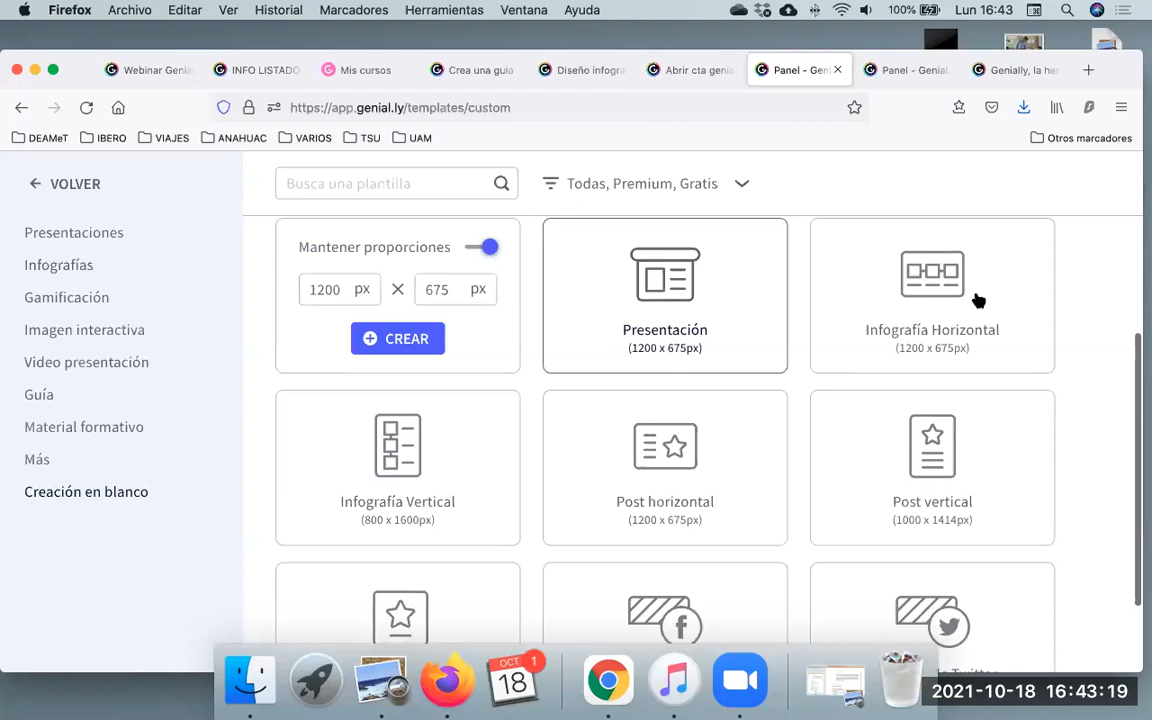 Firefox Archivo Editar Ver Historial Marcadores Herramientas Ventana Ayuda 100% Lun 16:43
Webinar Genia INFO LISTADO Mis cursos Crea una guía Diseño infogra Abrir cta genia Panel - Geni Panel - Genial. Genially, la her
https://app.genial.ly/templates/custom
DEAMeT IBERO VIAJES ANAHUAC VARIOS TSU UAM Otros marcadores
VOLVER
Busca una plantilla
Todas, Premium, Gratis
Presentaciones
Infografías
Gamificación
Imagen interactiva
Video presentación
Guía
Material formativo
Más
Creación en blanco
Mantener proporciones
1200 px X 675 px
CREAR
Presentación
(1200 x 675px)
Infografía Horizontal
(1200 x 675px)
Infografía Vertical
(800 x 1600px)
Post horizontal
(1200 x 675px)
Post vertical
(1000 x 1414px)
Twitter
OCT 1
18
2021-10-18 16:43:19